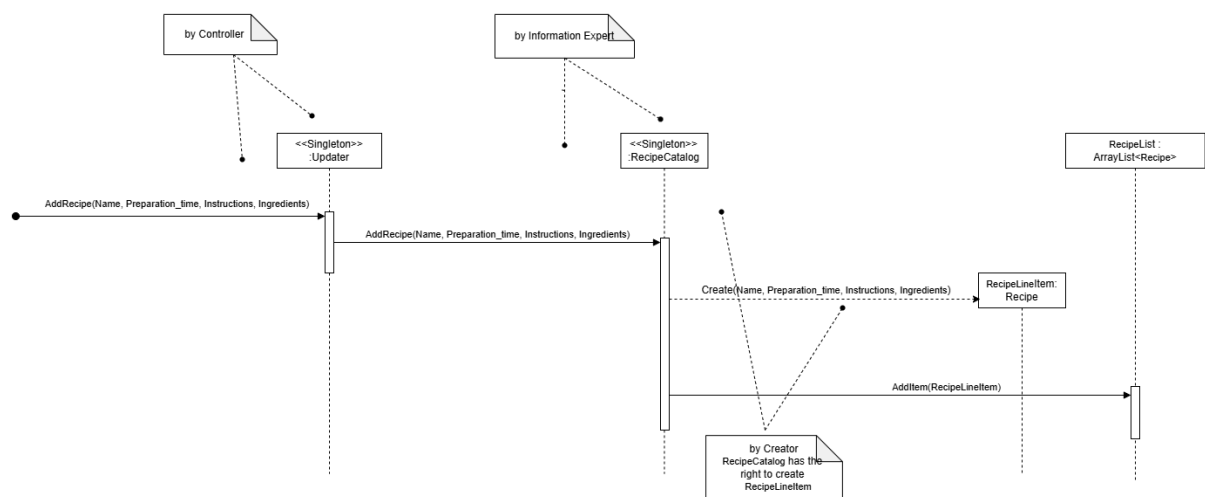 by Controller
by Information Expert
<<Singleton>>
:Updater
<<Singleton>>
:RecipeCatalog
RecipeList :
ArrayList<Recipe>
AddRecipe(Name, Preparation_time, Instructions, Ingredients)
AddRecipe(Name, Preparation_time, Instructions, Ingredients)
Create(Name, Preparation_time, Instructions, Ingredients)
RecipeLineItem:
Recipe
AddItem(RecipeLineItem)
by Creator
RecipeCatalog has the
right to create
RecipeLineItem